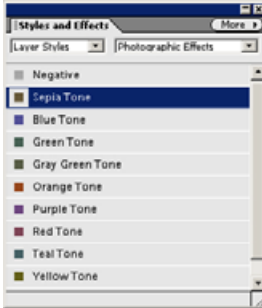 Styles and Effects
More
Layer Styles
Photographic Effects
Negative
Sepia Tone
Blue Tone
Green Tone
Gray Green Tone
Orange Tone
Purple Tone
Red Tone
Teal Tone
Yellow Tone